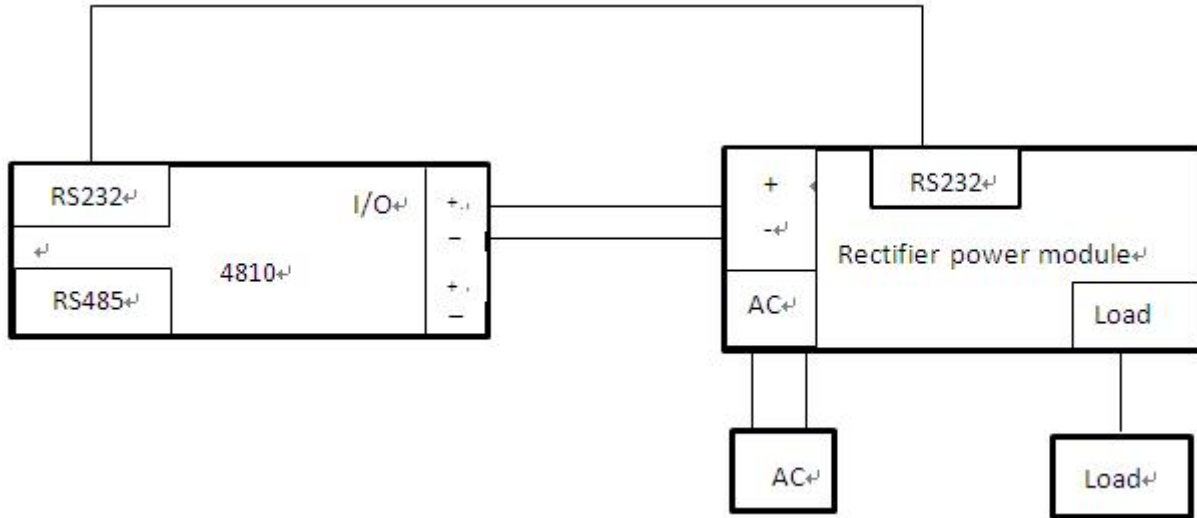 RS232
RS232
I/O
+
-
+
-
4810
Rectifier power module
RS485
+
-
AC
Load
AC
Load